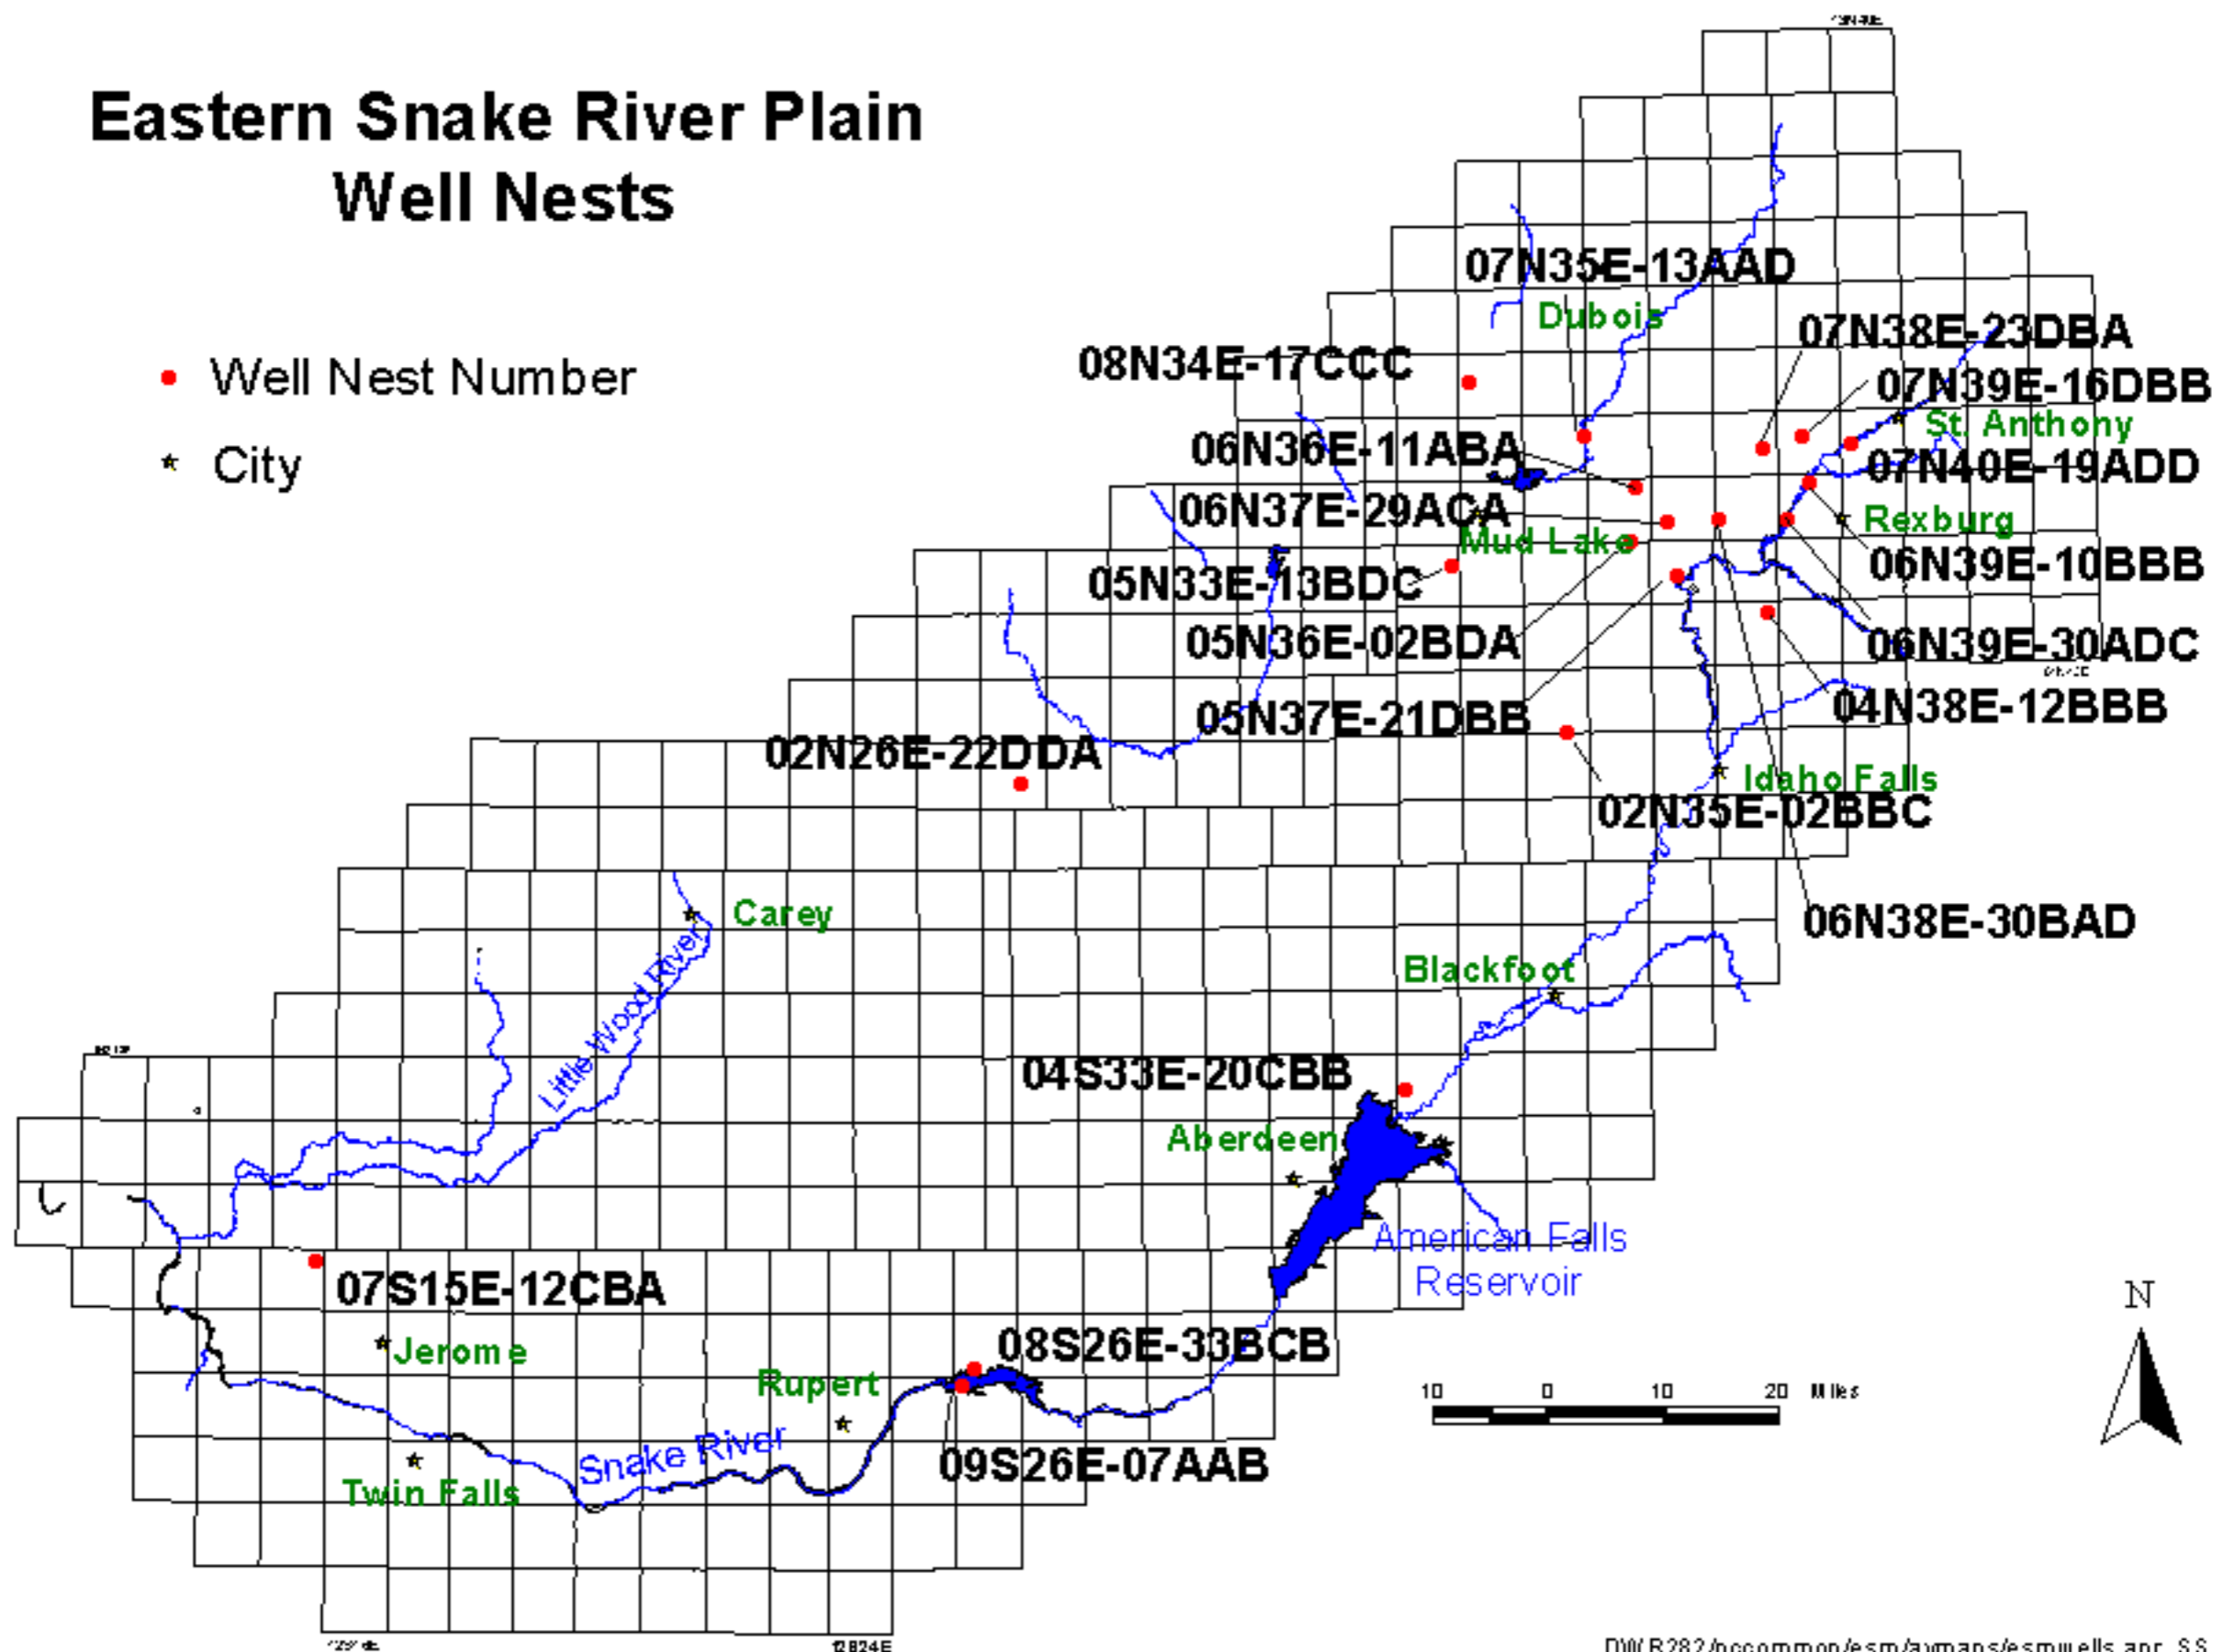 Eastern Snake River Plain
Well Nests
Well Nest Number
City
07N35E-13AAD
Dubois
07N38E-23DBA
08N34E-17CCC
07N39E-16DBB
St. Anthony
06N36E-11ABA
07N40E-19ADD
06N37E-29ACA
Rexburg
Mud Lake
06N39E-10BBB
05N33E-13BDC
05N36E-02BDA
06N39E-30ADC
04N38E-12BBB
05N37E-21DBB
02N26E-22DDA
Idaho Falls
02N35E-02BBC
Carey
06N38E-30BAD
Little Wood River
Blackfoot
04S33E-20CBB
Aberdeen
American Falls
Reservoir
07S15E-12CBA
N
08S26E-33BCB
Jerome
Rupert
10 0 10 20 Miles
Snake River
09S26E-07AAB
Twin Falls
12S24E